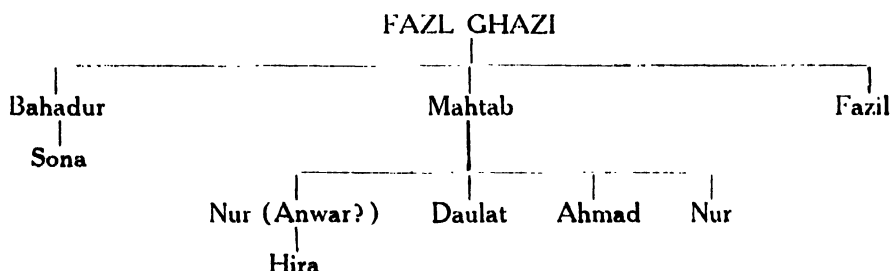 FAZL GHAZI
Bahadur Mahtab Fazil
Sona
Nur (Anwar?) Daulat Ahmad Nur
Hira